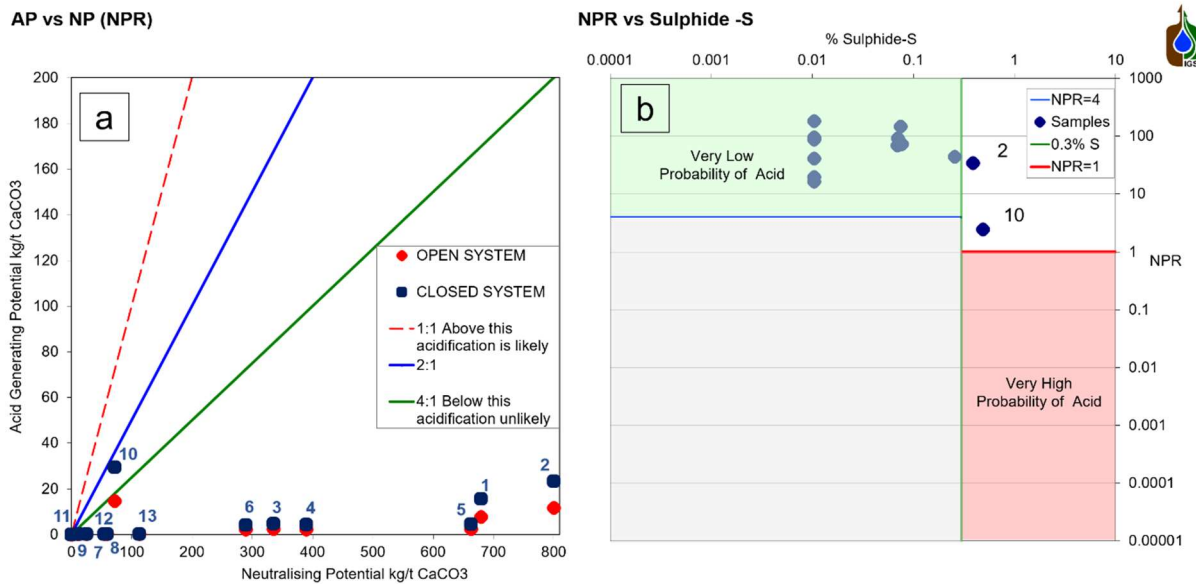 AP vs NP (NPR)
200
180
160
140
120
100
80
60
40
20
0
Acid Generating Potential kg/t CaCO3
a
OPEN SYSTEM
CLOSED SYSTEM
1:1 Above this
acidification is likely
2:1
4:1 Below this
acidification unlikely
10
2
1
5
6
3
4
11
12
13
9
7
8
0
100
200
300
400
500
600
700
800
Neutralising Potential kg/t CaCO3
NPR vs Sulphide -S
IGS
% Sulphide-S
0.0001
0.001
0.01
0.1
1
10
b
Very Low
Probability of Acid
NPR=4
Samples
0.3% S
NPR=1
2
10
Very High
Probability of Acid
1000
100
10
1
0.1
0.01
0.001
0.0001
0.00001
NPR